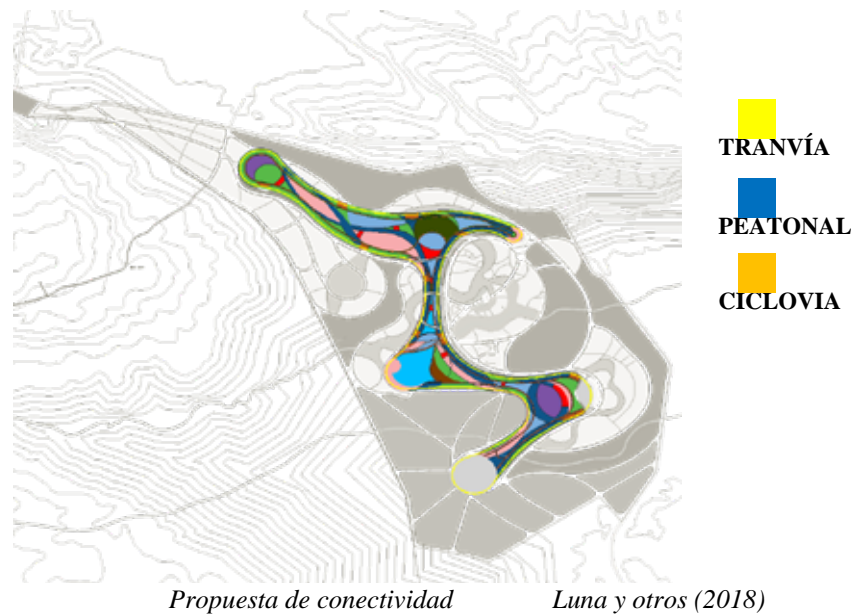 TRANVÍA
PEATONAL
CICLOVIA
Propuesta de conectividad Luna y otros (2018)